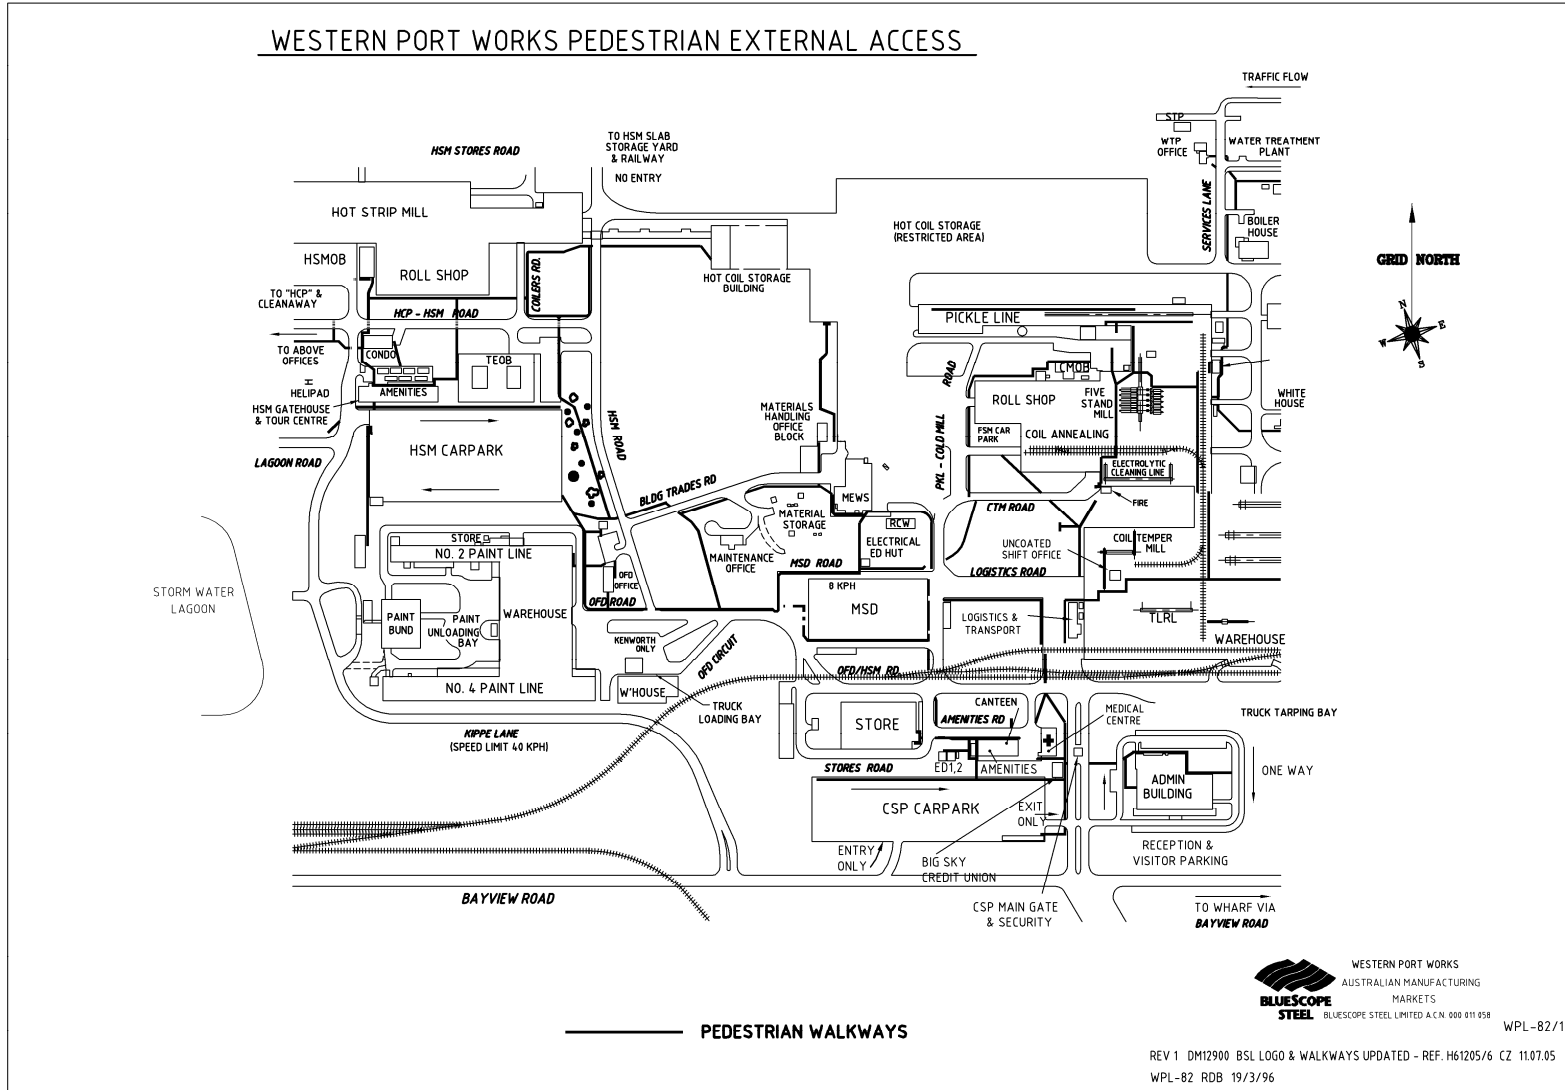 WESTERN PORT WORKS PEDESTRIAN EXTERNAL ACCESS
TRAFFIC FLOW
STP
WTP
OFFICE
WATER TREATMENT
PLANT
HSM STORES ROAD
TO HSM SLAB
STORAGE YARD
& RAILWAY
NO ENTRY
SERVICES LANE
HOT STRIP MILL
HOT COIL STORAGE
(RESTRICTED AREA)
BOILER
HOUSE
GRID NORTH
N
E
S
W
HSMOB
ROLL SHOP
COILERS RD.
HOT COIL STORAGE
BUILDING
TO "HCP" &
CLEANAWAY
HCP - HSM ROAD
PICKLE LINE
TO ABOVE
OFFICES
CONDO
TEOB
HELIPAD
AMENITIES
HSM GATEHOUSE
& TOUR CENTRE
ROAD
PKL - COLD MILL
CMOB
ROLL SHOP
FIVE
STAND
MILL
WHITE
HOUSE
MATERIALS
HANDLING
OFFICE
BLOCK
HSM ROAD
FSM CAR
PARK
COIL ANNEALING
HSM CARPARK
LAGOON ROAD
ELECTROLYTIC
CLEANING LINE
BLDG TRADES RD
MEWS
FIRE
CTM ROAD
MATERIAL
STORAGE
RCW
ELECTRICAL
ED HUT
STORE
NO. 2 PAINT LINE
MAINTENANCE
OFFICE
MSD ROAD
UNCOATED
SHIFT OFFICE
COIL TEMPER
MILL
LOGISTICS ROAD
OFD
OFFICE
8 KPH
MSD
STORM WATER
LAGOON
OFD ROAD
PAINT
BUND
PAINT
UNLOADING
BAY
WAREHOUSE
LOGISTICS &
TRANSPORT
TLRL
WAREHOUSE
KENWORTH
ONLY
OFD CIRCUIT
OFD/HSM RD.
NO. 4 PAINT LINE
W'HOUSE
TRUCK
LOADING BAY
CANTEEN
MEDICAL
CENTRE
TRUCK TARPING BAY
STORE
AMENITIES RD
KIPPE LANE
(SPEED LIMIT 40 KPH)
STORES ROAD
ED1,2
AMENITIES
ADMIN
BUILDING
ONE WAY
CSP CARPARK
EXIT
ONLY
ENTRY
ONLY
BIG SKY
CREDIT UNION
RECEPTION &
VISITOR PARKING
BAYVIEW ROAD
CSP MAIN GATE
& SECURITY
TO WHARF VIA
BAYVIEW ROAD
BLUESCOPE
STEEL
WESTERN PORT WORKS
AUSTRALIAN MANUFACTURING
MARKETS
BLUESCOPE STEEL LIMITED A.C.N. 000 011 058
WPL-82/1
PEDESTRIAN WALKWAYS
REV 1 DM12900 BSL LOGO & WALKWAYS UPDATED - REF. H61205/6 CZ 11.07.05
WPL-82 RDB 19/3/96